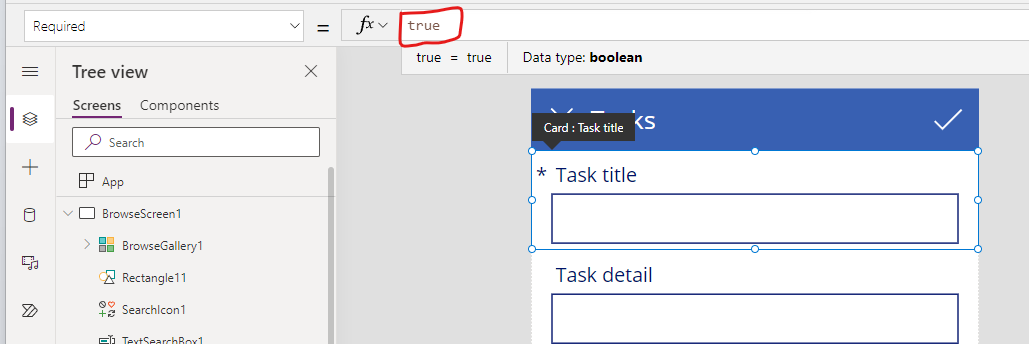 Required
=
fx
true
true = true
Data type: boolean
Tree view
Screens
Components
Search
App
BrowseScreen1
BrowseGallery1
Rectangle11
SearchIcon1
TextSearchBox1
Card : Task title
* Task title
Task detail